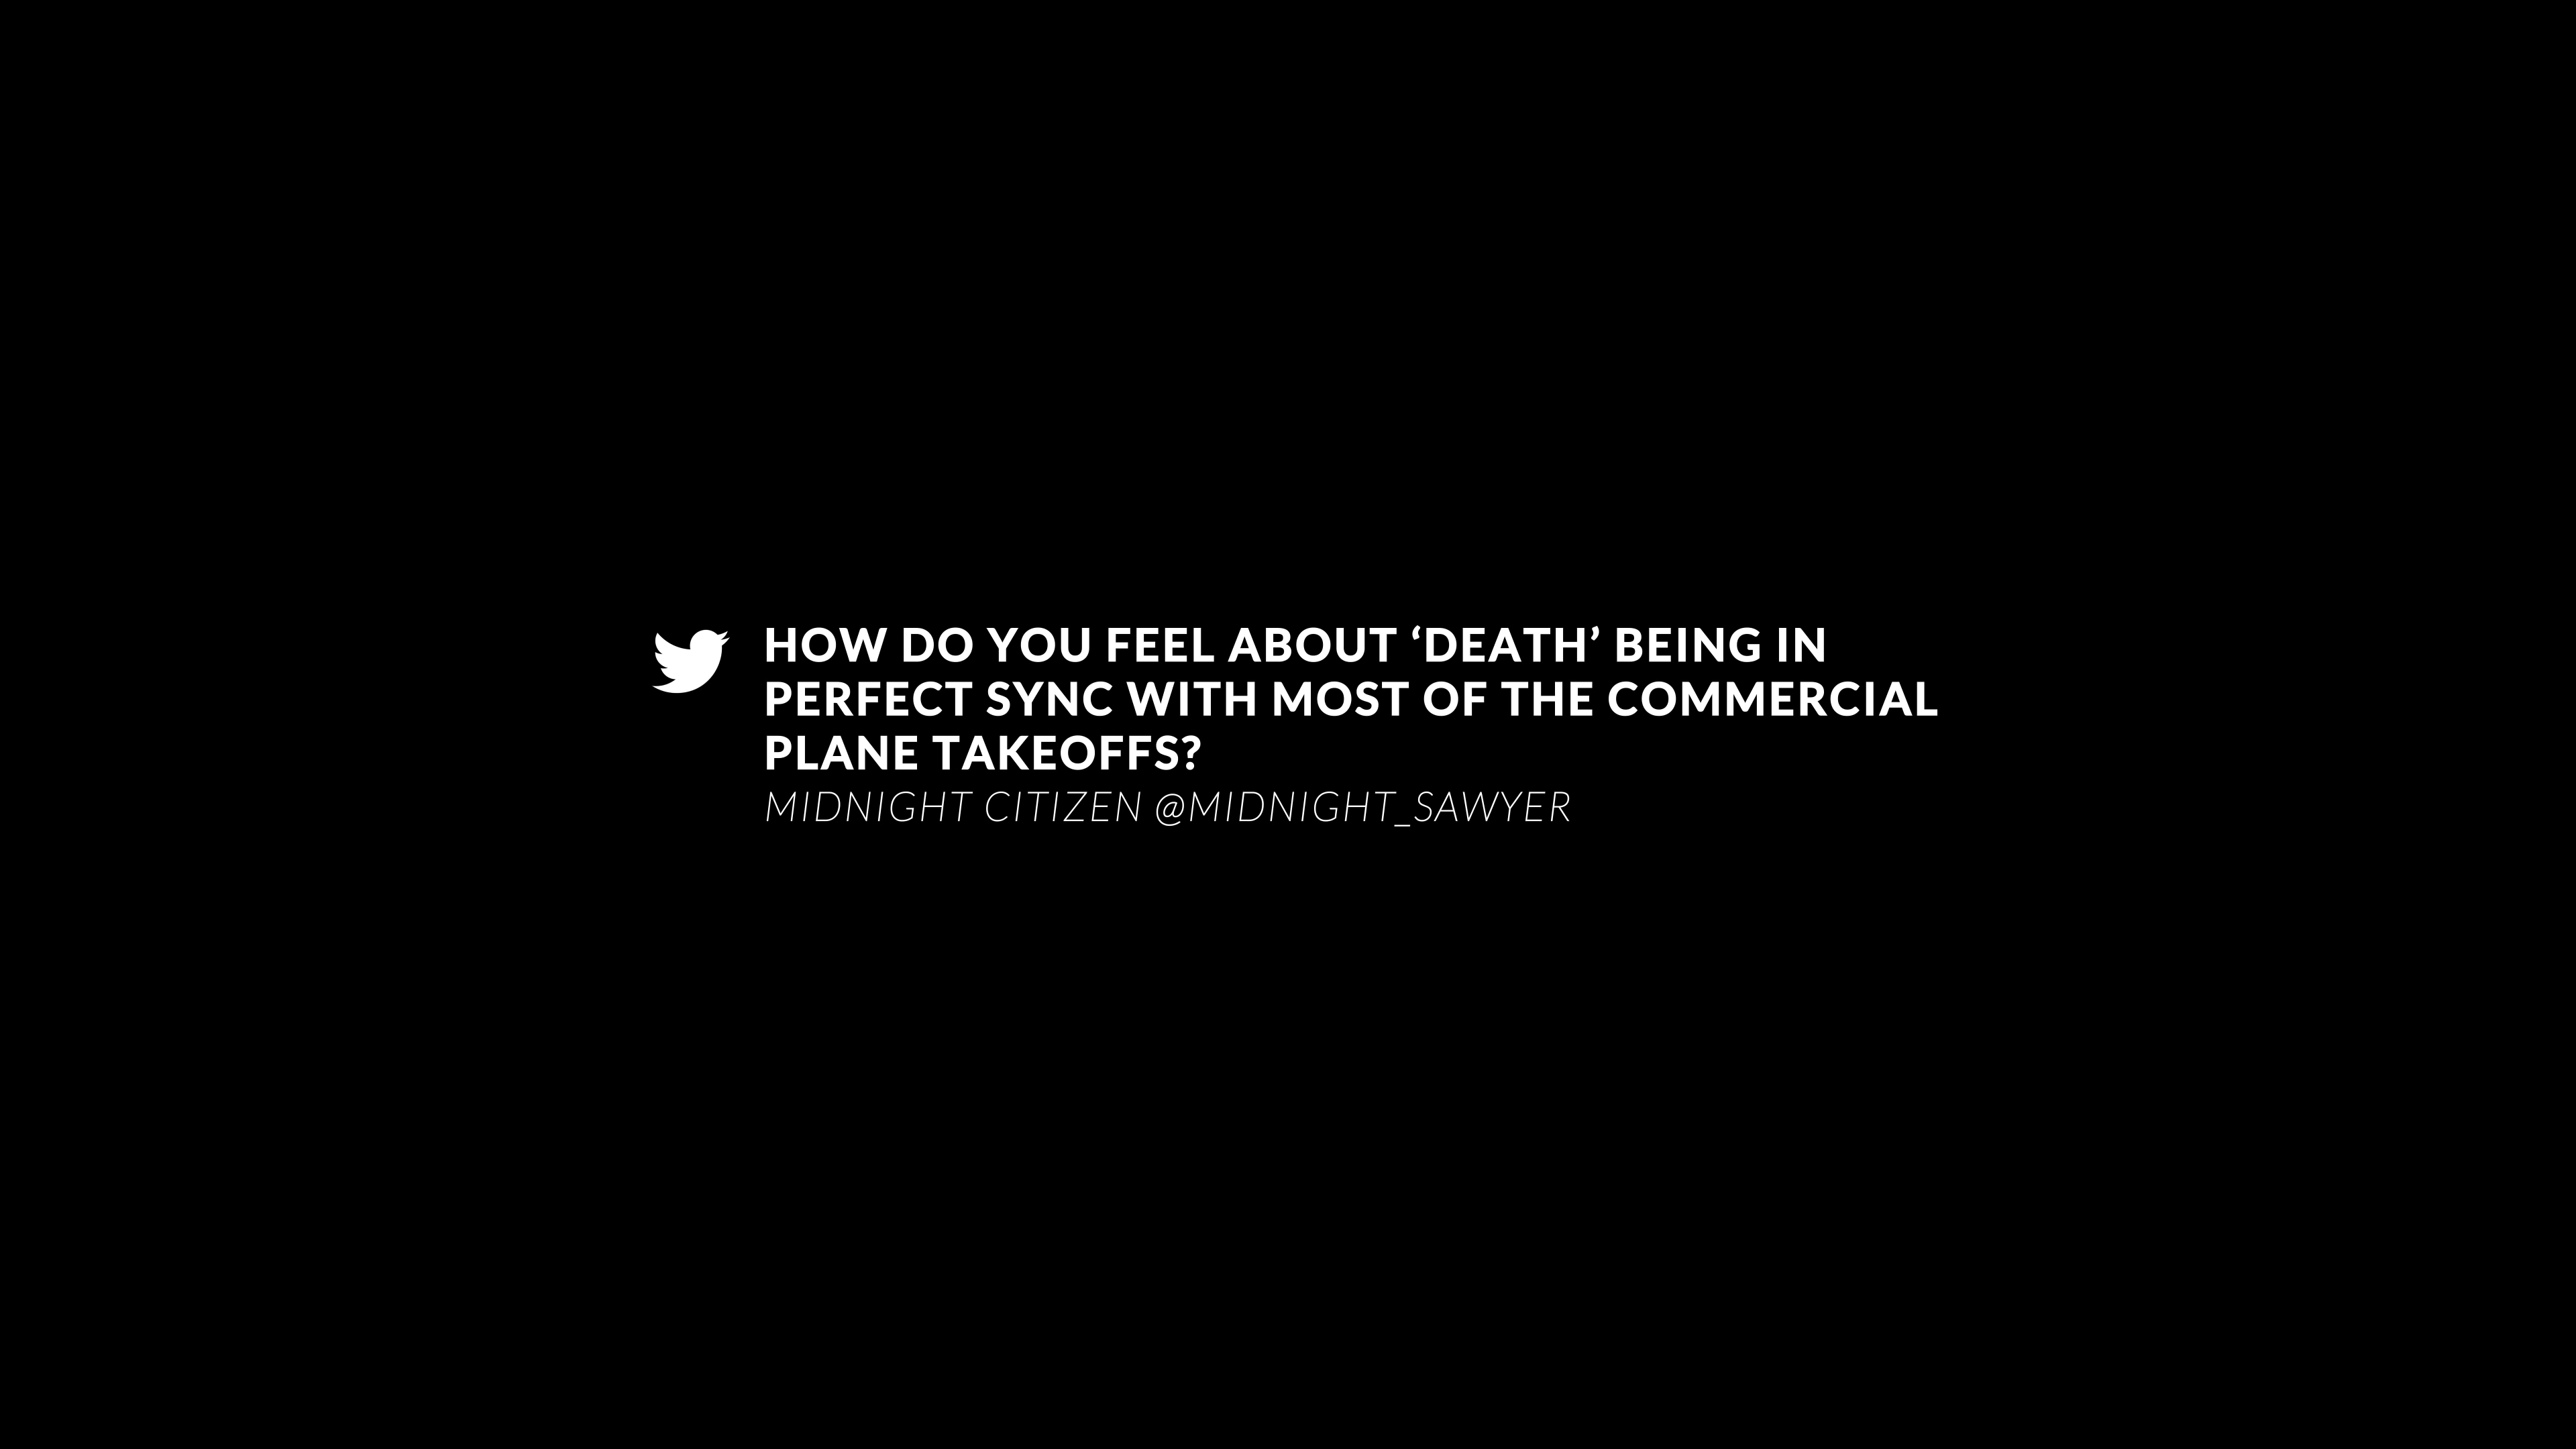 HOW DO YOU FEEL ABOUT ‘DEATH’ BEING IN
PERFECT SYNC WITH MOST OF THE COMMERCIAL
PLANE TAKEOFFS?
MIDNIGHT CITIZEN @MIDNIGHT_SAWYER